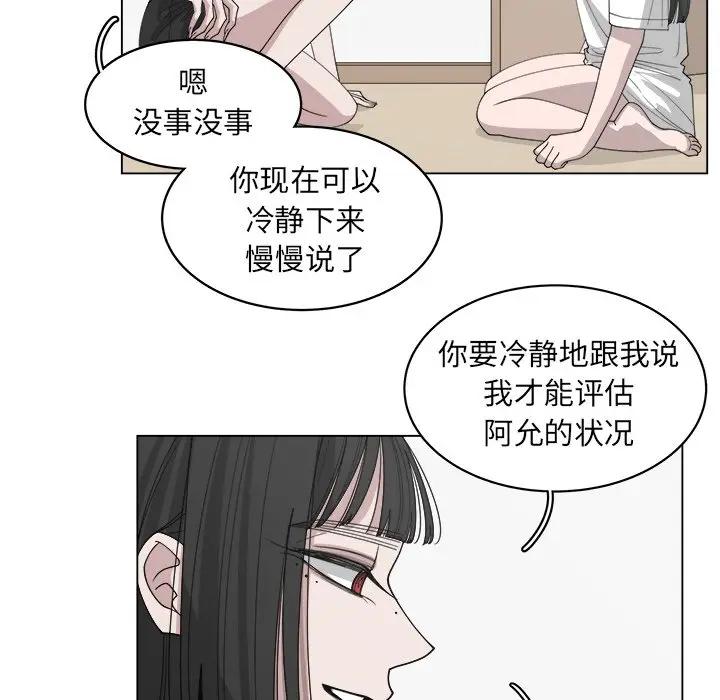 嗯
没事没事
你现在可以
冷静下来
慢慢说了
你要冷静地跟我说
我才能评估
阿允的状况